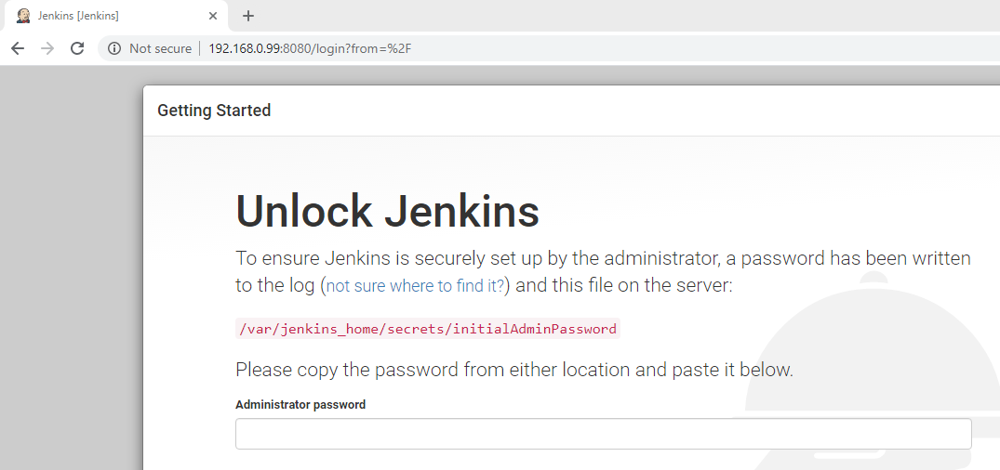 Jenkins [Jenkins]
Not secure
192.168.0.99:8080/login?from=%2F
Getting Started
Unlock Jenkins
To ensure Jenkins is securely set up by the administrator, a password has been written
to the log (not sure where to find it?) and this file on the server:
/var/jenkins_home/secrets/initialAdminPassword
Please copy the password from either location and paste it below.
Administrator password